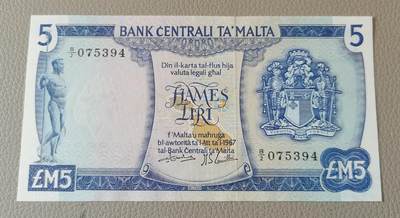 5 BANK CENTRALI TA' MALTA 5
B/2 075394
Din il-karta tal-flus hija
valuta legali għal
ĦAMES
LIRI
f'Malta u maħruġa
bl-awtorità ta' l-Att ta' l-1967
tal-Bank Ċentrali ta' Malta
B/2 075394
£M5 £M5